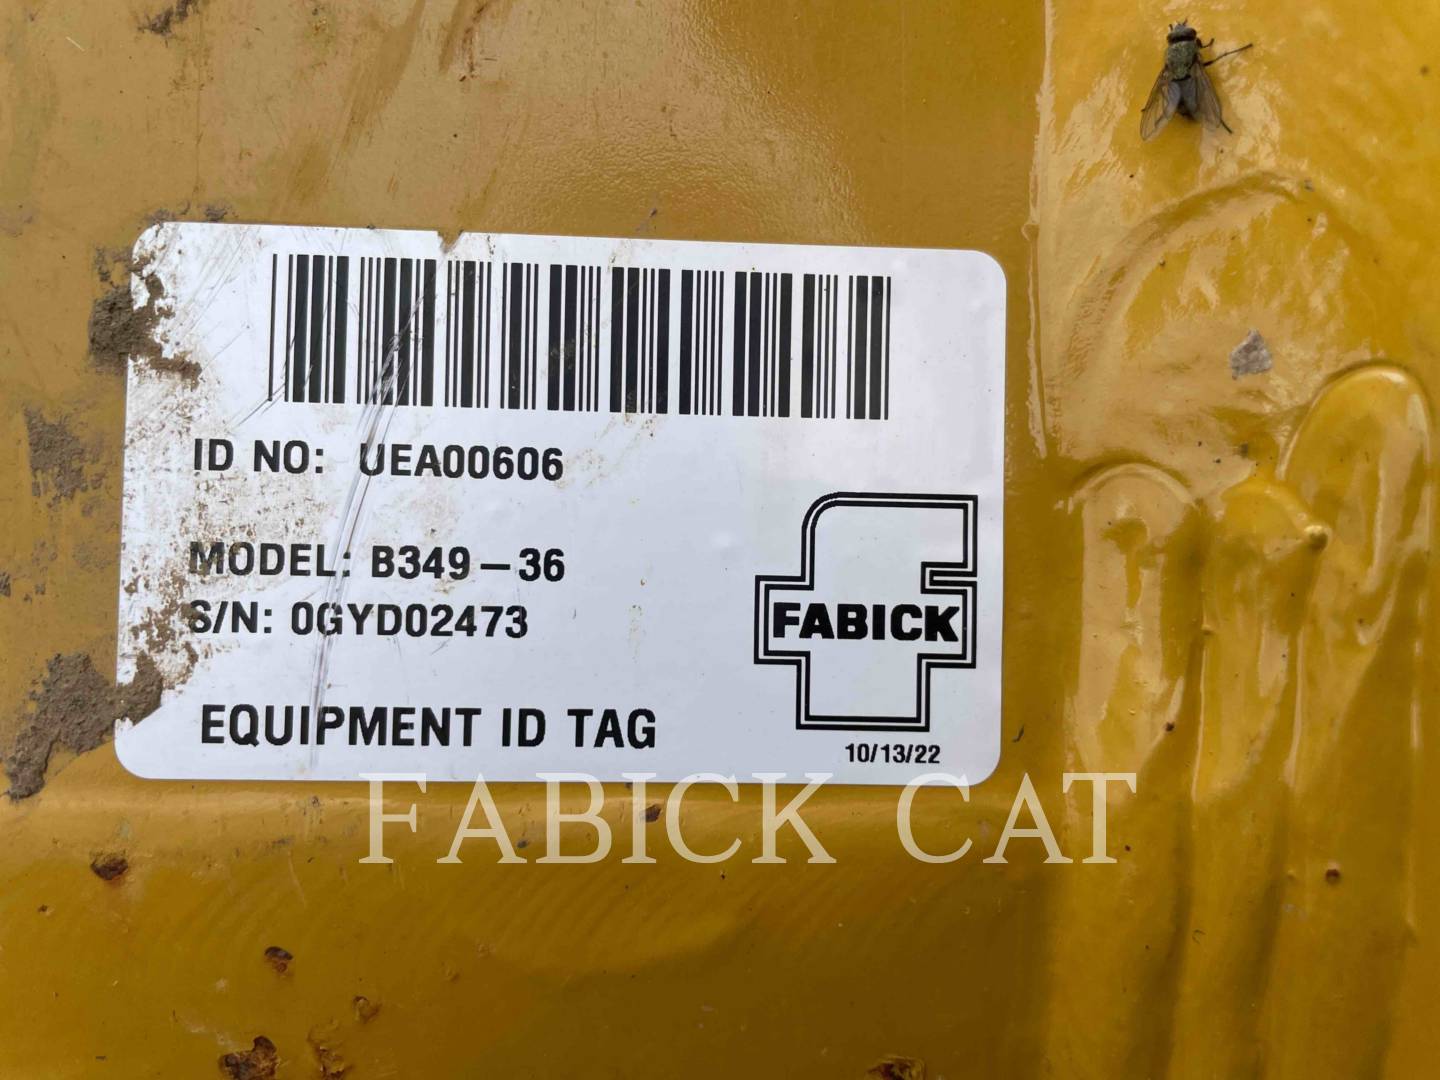 ID NO: UEA00606
MODEL: B349-36
S/N: 0GYD02473
FABICK
EQUIPMENT ID TAG
10/13/22
FABICK CAT